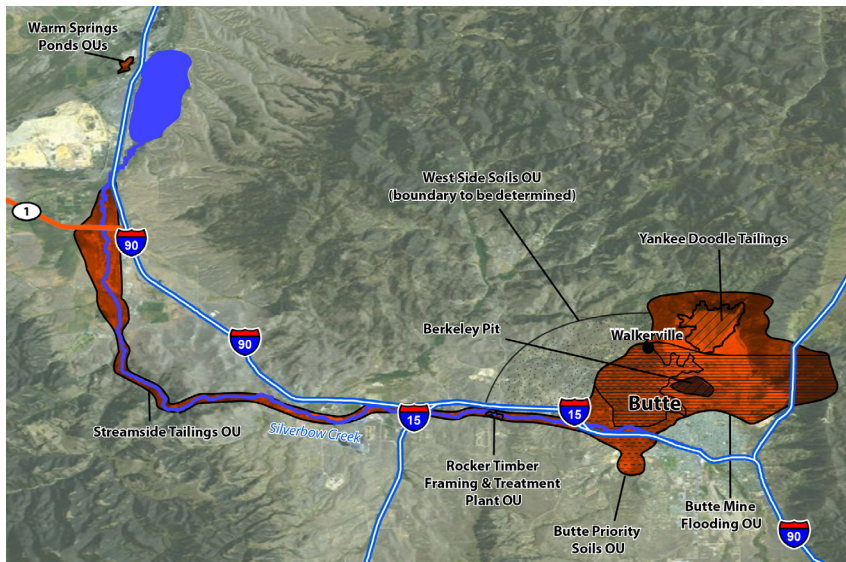 Warm Springs
Ponds OUs
West Side Soils OU
(boundary to be determined)
1
90
Yankee Doodle Tailings
Berkeley Pit
Walkerville
90
Butte
15
15
Streamside Tailings OU
Silverbow Creek
Rocker Timber
Framing & Treatment
Plant OU
Butte Priority
Soils OU
Butte Mine
Flooding OU
90